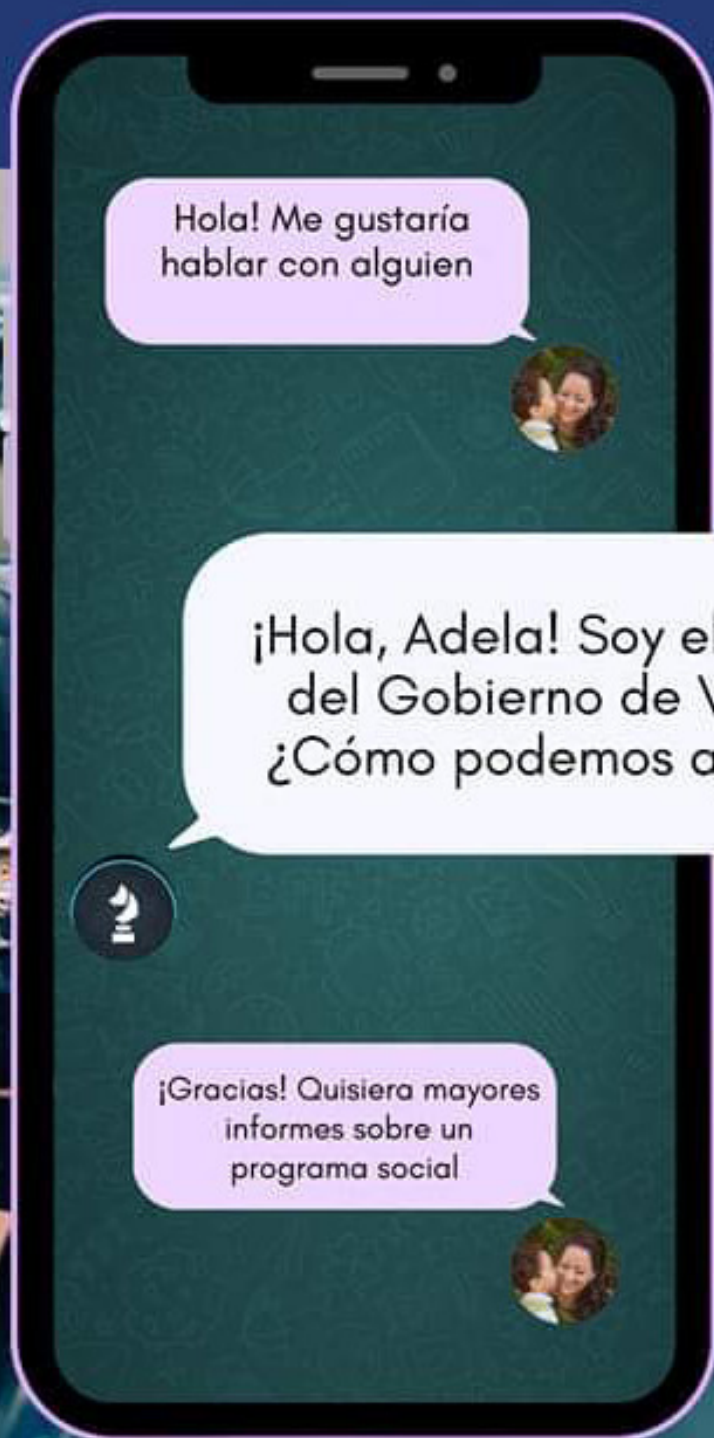 Hola! Me gustaría
hablar con alguien
¡Hola, Adela! Soy el
del Gobierno de
¿Cómo podemos
¡Gracias! Quisiera mayores
informes sobre un
programa social